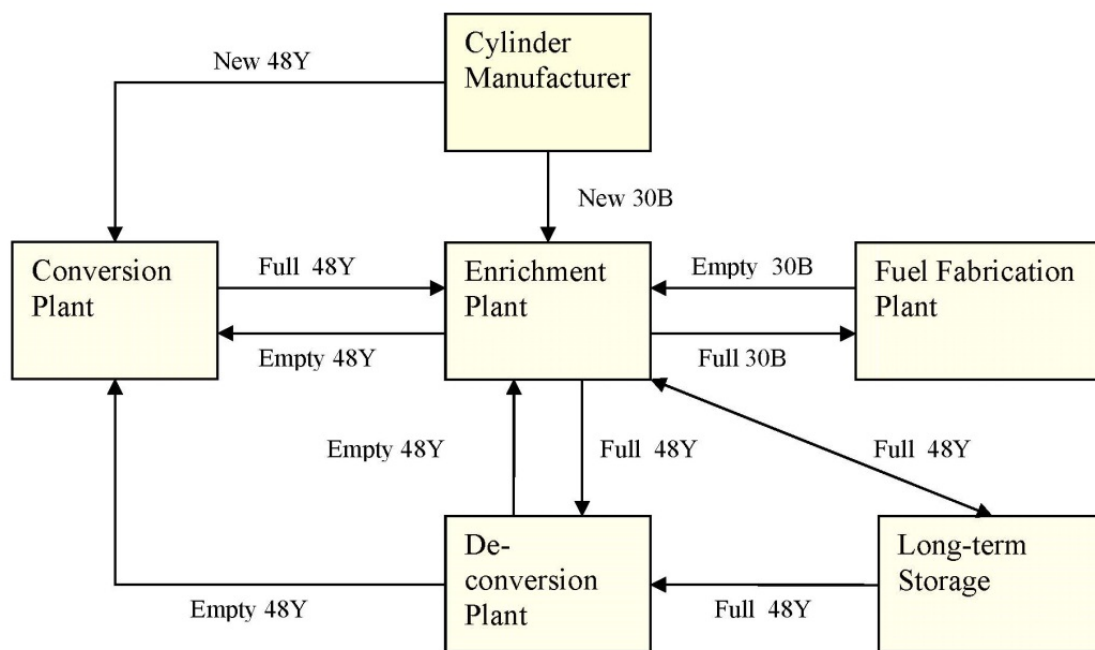 New 48Y
Cylinder
Manufacturer
New 30B
Conversion
Plant
Full 48Y
Empty 48Y
Enrichment
Plant
Empty 30B
Full 30B
Fuel Fabrication
Plant
Empty 48Y
Full 48Y
Full 48Y
Empty 48Y
De-
conversion
Plant
Full 48Y
Long-term
Storage